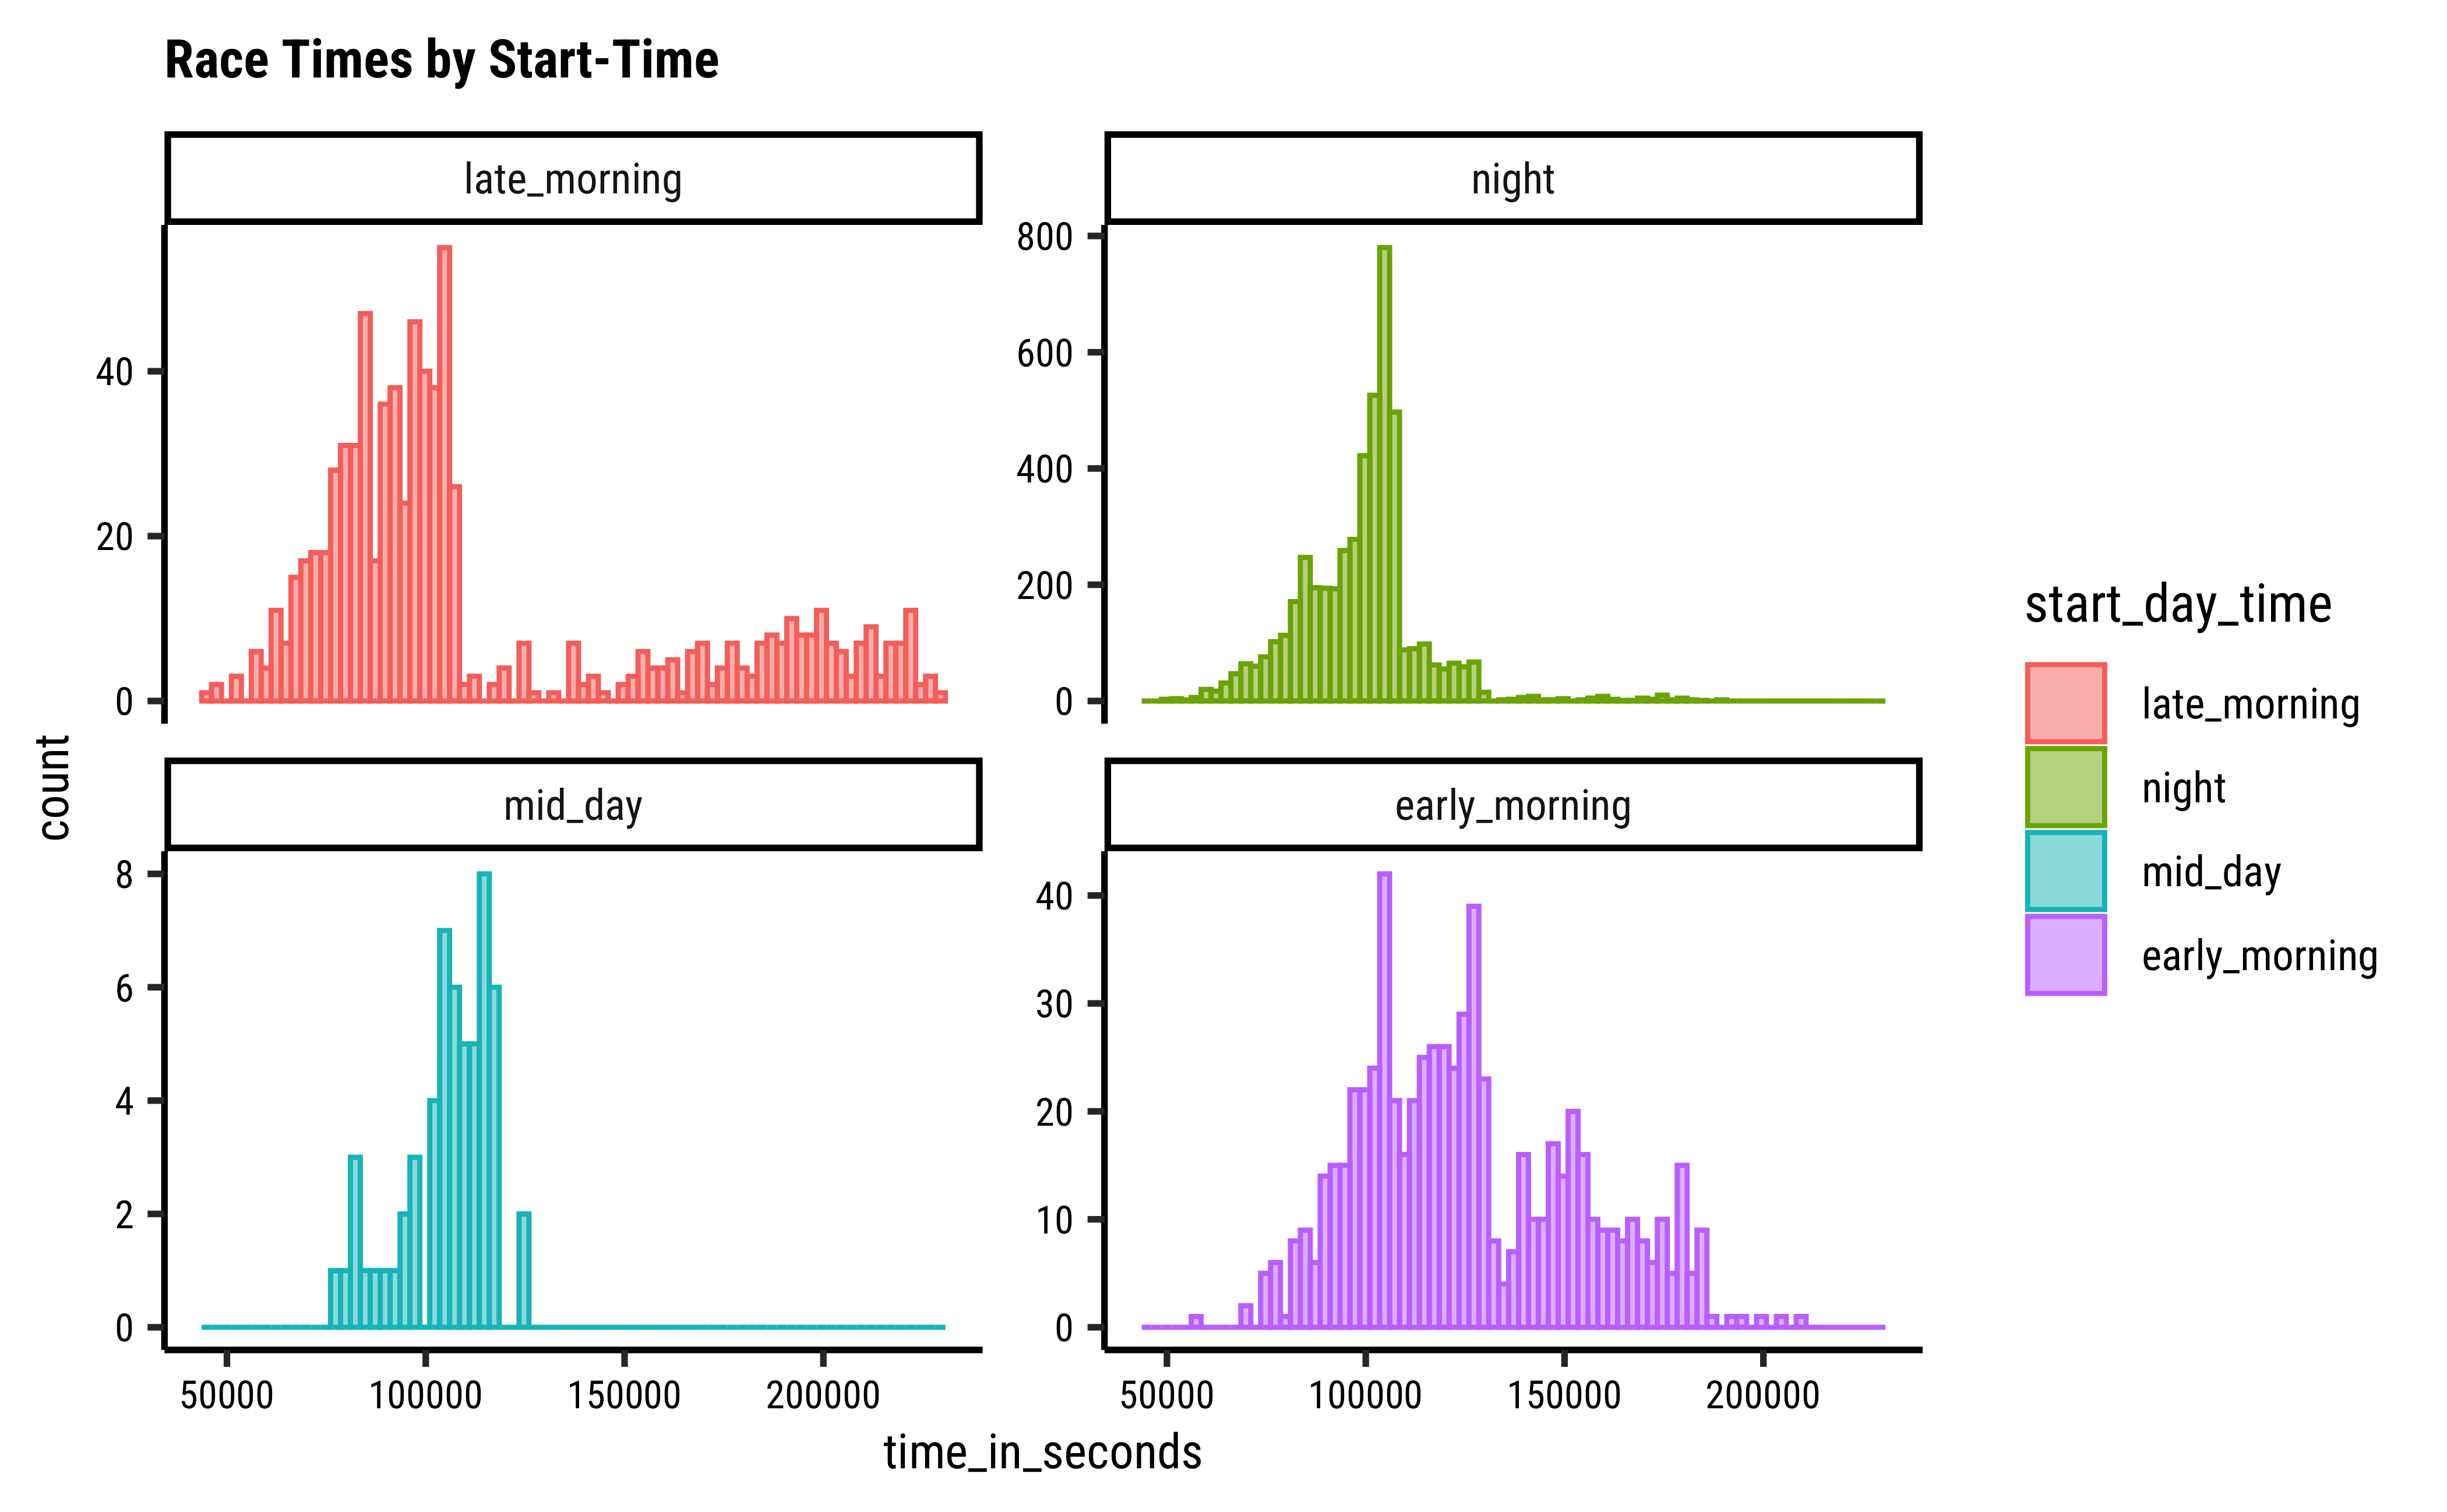 Race Times by Start-Time
late_morning
night
40
20
0
800
600
400
200
0
count
mid_day
early_morning
8
6
4
2
0
40
30
20
10
0
50000 100000 150000 200000
50000 100000 150000 200000
time_in_seconds
start_day_time
late_morning
night
mid_day
early_morning